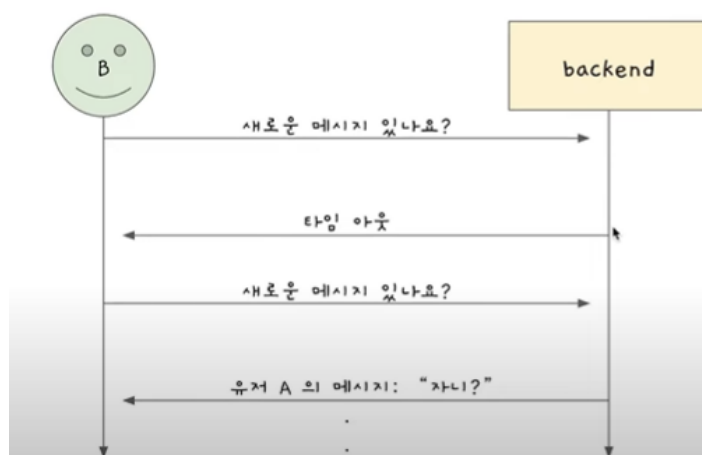 B
backend
새로운 메시지 있나요?
타임 아웃
새로운 메시지 있나요?
유저 A 의 메시지: “자니?”
.
.